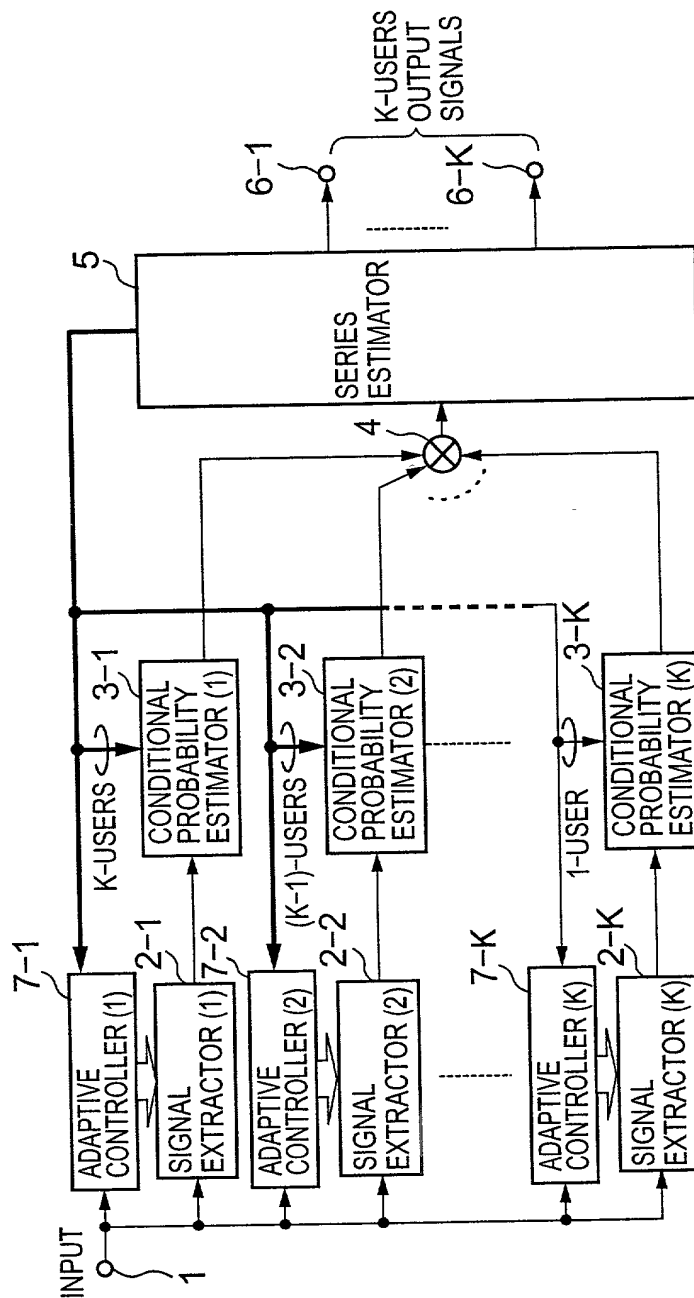 INPUT
1
7-1
ADAPTIVE
CONTROLLER (1)
2-1
SIGNAL
EXTRACTOR (1)
7-2
ADAPTIVE
CONTROLLER (2)
2-2
SIGNAL
EXTRACTOR (2)
7-K
ADAPTIVE
CONTROLLER (K)
2-K
SIGNAL
EXTRACTOR (K)
K-USERS
3-1
CONDITIONAL
PROBABILITY
ESTIMATOR (1)
(K-1)-USERS
3-2
CONDITIONAL
PROBABILITY
ESTIMATOR (2)
1-USER
3-K
CONDITIONAL
PROBABILITY
ESTIMATOR (K)
4
5
SERIES
ESTIMATOR
6-1
6-K
K-USERS
OUTPUT
SIGNALS